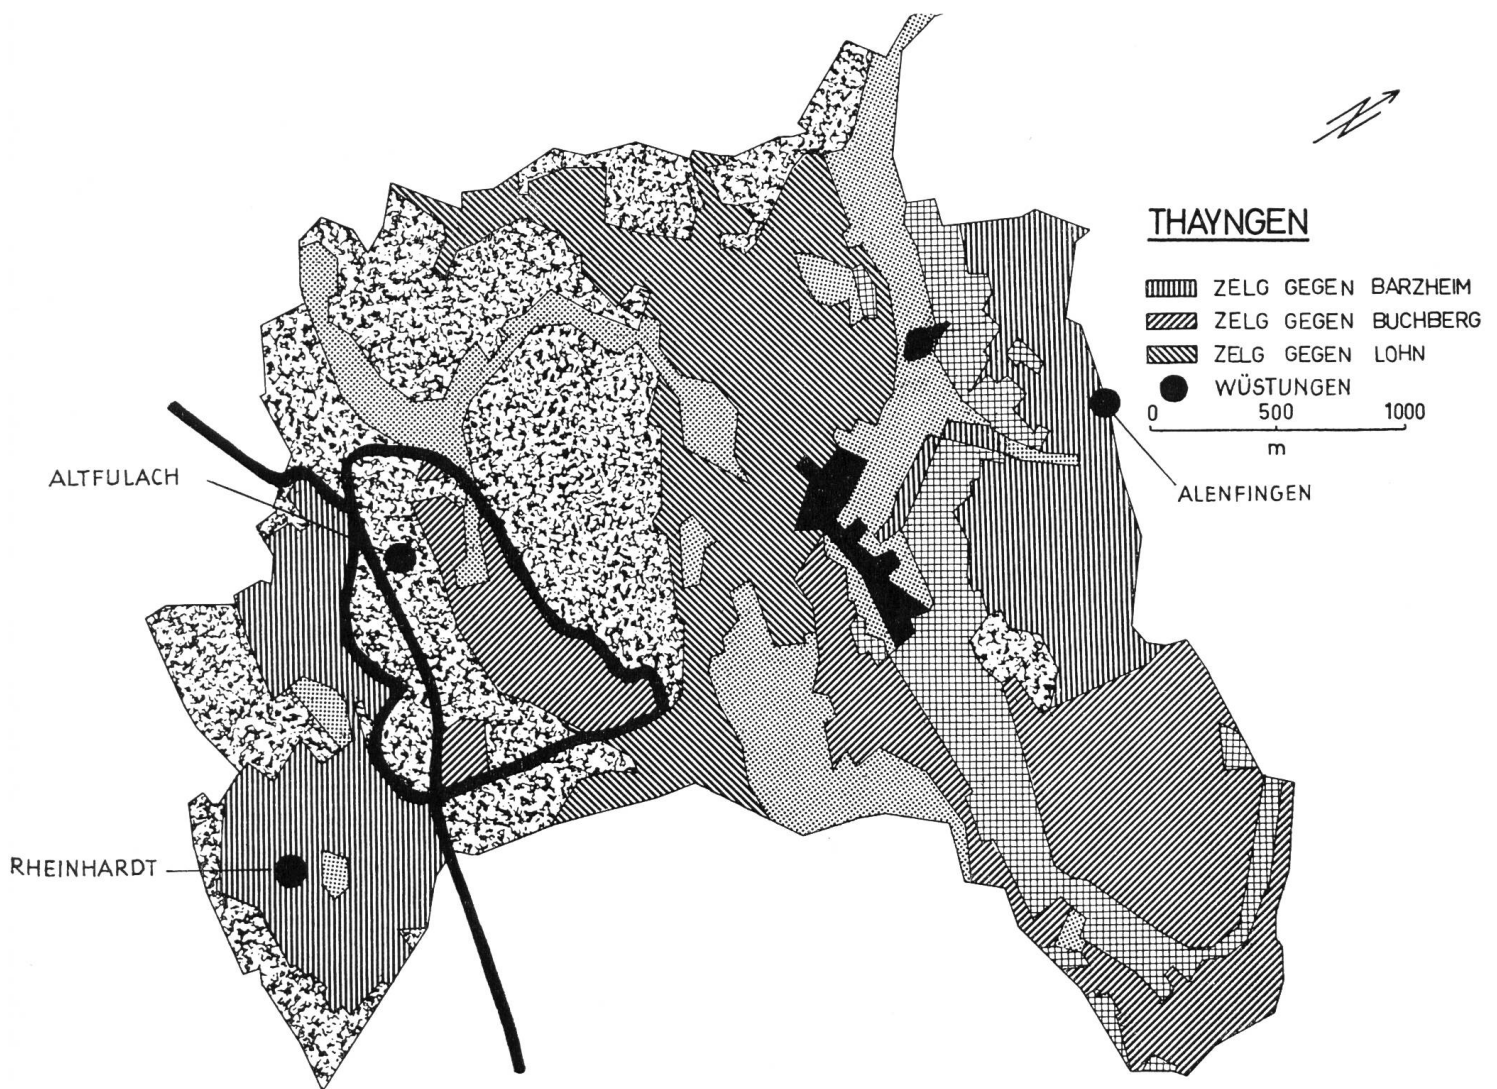 THAYNGEN
ZELG GEGEN BARZHEIM
ZELG GEGEN BUCHBERG
ZELG GEGEN LOHN
WÜSTUNGEN
0 500 1000
m
ALTFULACH
ALENFINGEN
RHEINHARDT
N